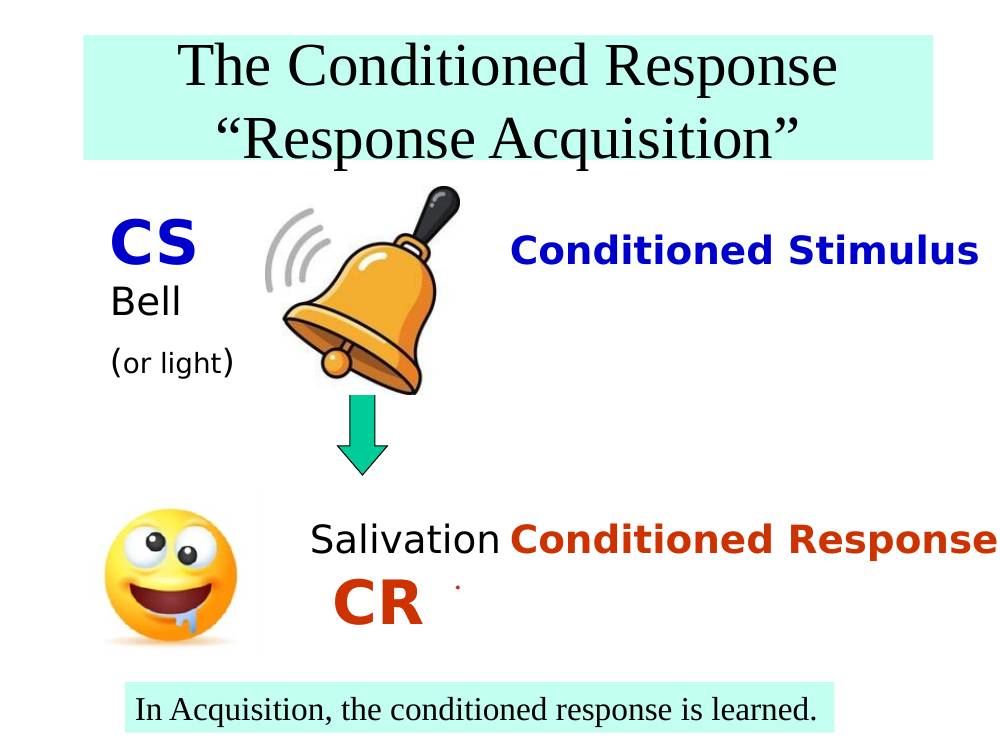 The Conditioned Response
“Response Acquisition”
CS
Conditioned Stimulus
Bell
(or light)
Salivation Conditioned Response
CR
In Acquisition, the conditioned response is learned.